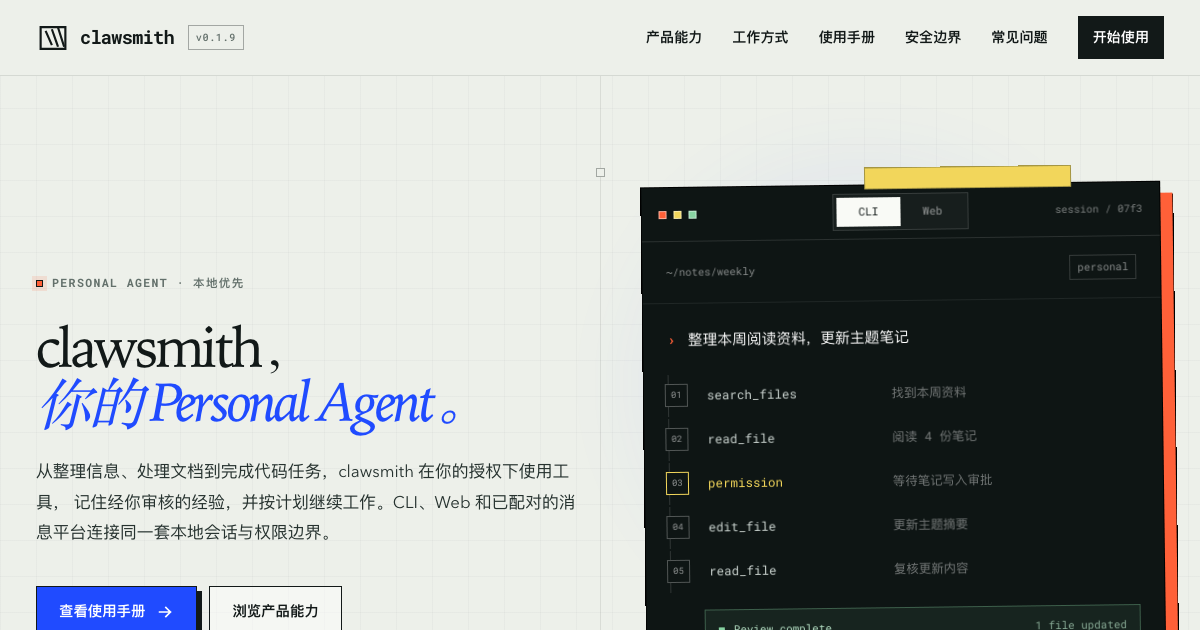 clawsmith v0.1.9
产品能力 工作方式 使用手册 安全边界 常见问题 开始使用
PERSONAL AGENT · 本地优先
clawsmith，
你的 Personal Agent。
从整理信息、处理文档到完成代码任务，clawsmith 在你的授权下使用工
具， 记住经你审核的经验，并按计划继续工作。CLI、Web 和已配对的消
息平台连接同一套本地会话与权限边界。
查看使用手册 →
浏览产品能力
CLI Web session / 07f3
~/notes/weekly personal
› 整理本周阅读资料，更新主题笔记
01 search_files 找到本周资料
02 read_file 阅读 4 份笔记
03 permission 等待笔记写入审批
04 edit_file 更新主题摘要
05 read_file 复核更新内容
Review complete 1 file updated